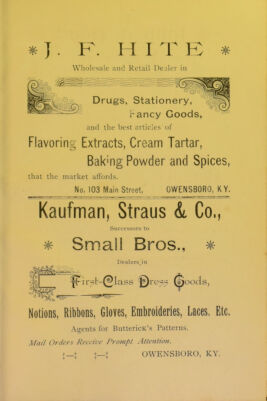 * J. F. HITE *
Wholesale and Retail Dealer in
Drugs, Stationery,
Fancy Goods,
and the best articles of
Flavoring Extracts, Cream Tartar,
Baking Powder and Spices,
that the market affords.
No. 103 Main Street, OWENSBORO, KY.
Kaufman, Straus & Co.,
Successors to
* Small Bros., *
Dealers in
First-Class Dress Goods,
Notions, Ribbons, Gloves, Embroideries, Laces. Etc.
Agents for Butterick's Patterns.
Mail Orders Receive Prompt Attention.
:—: :—: OWENSBORO, KY.